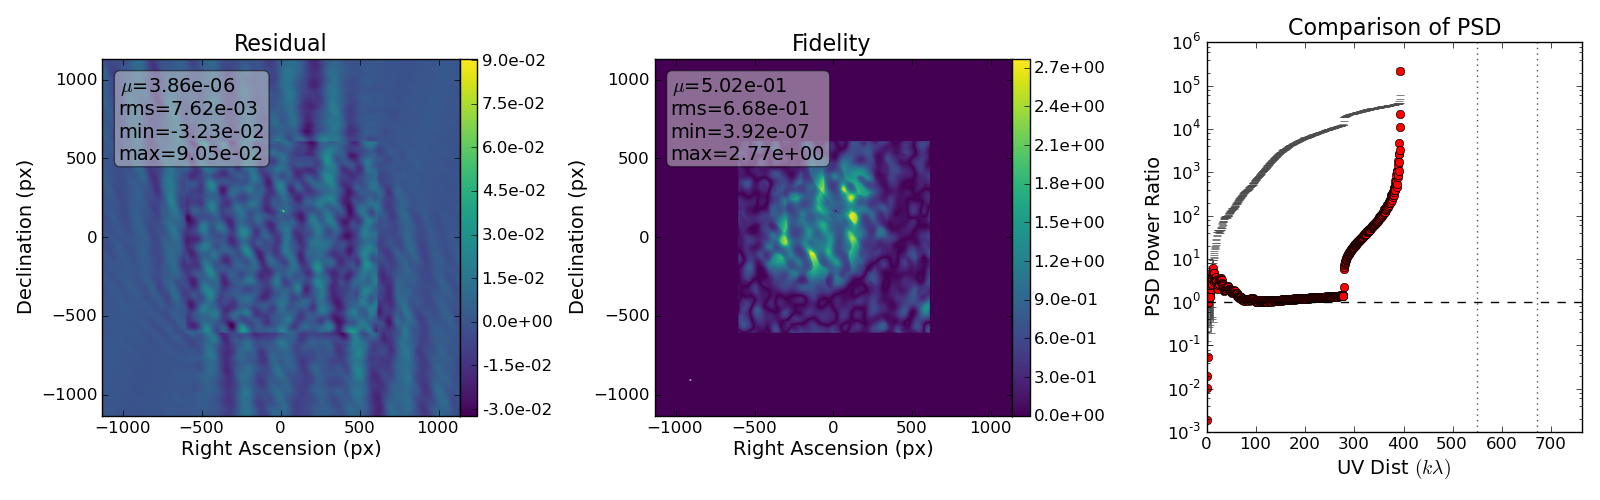 Residual
μ=3.86e-06
rms=7.62e-03
min=-3.23e-02
max=9.05e-02
1000
500
0
−500
−1000
Declination (px)
−1000 −500 0 500 1000
Right Ascension (px)
9.0e-02
7.5e-02
6.0e-02
4.5e-02
3.0e-02
1.5e-02
0.0e+00
-1.5e-02
-3.0e-02
Fidelity
μ=5.02e-01
rms=6.68e-01
min=3.92e-07
max=2.77e+00
1000
500
0
−500
−1000
Declination (px)
−1000 −500 0 500 1000
Right Ascension (px)
2.7e+00
2.4e+00
2.1e+00
1.8e+00
1.5e+00
1.2e+00
9.0e-01
6.0e-01
3.0e-01
0.0e+00
Comparison of PSD
10^6
10^5
10^4
10^3
10^2
10^1
10^0
10^-1
10^-2
10^-3
PSD Power Ratio
0 100 200 300 400 500 600 700
UV Dist (kλ)